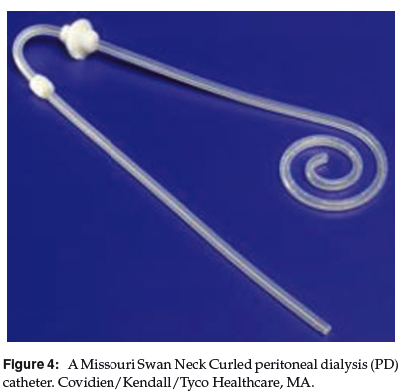 Figure 4: A Missouri Swan Neck Curled peritoneal dialysis (PD)
catheter. Covidien/Kendall/Tyco Healthcare, MA.